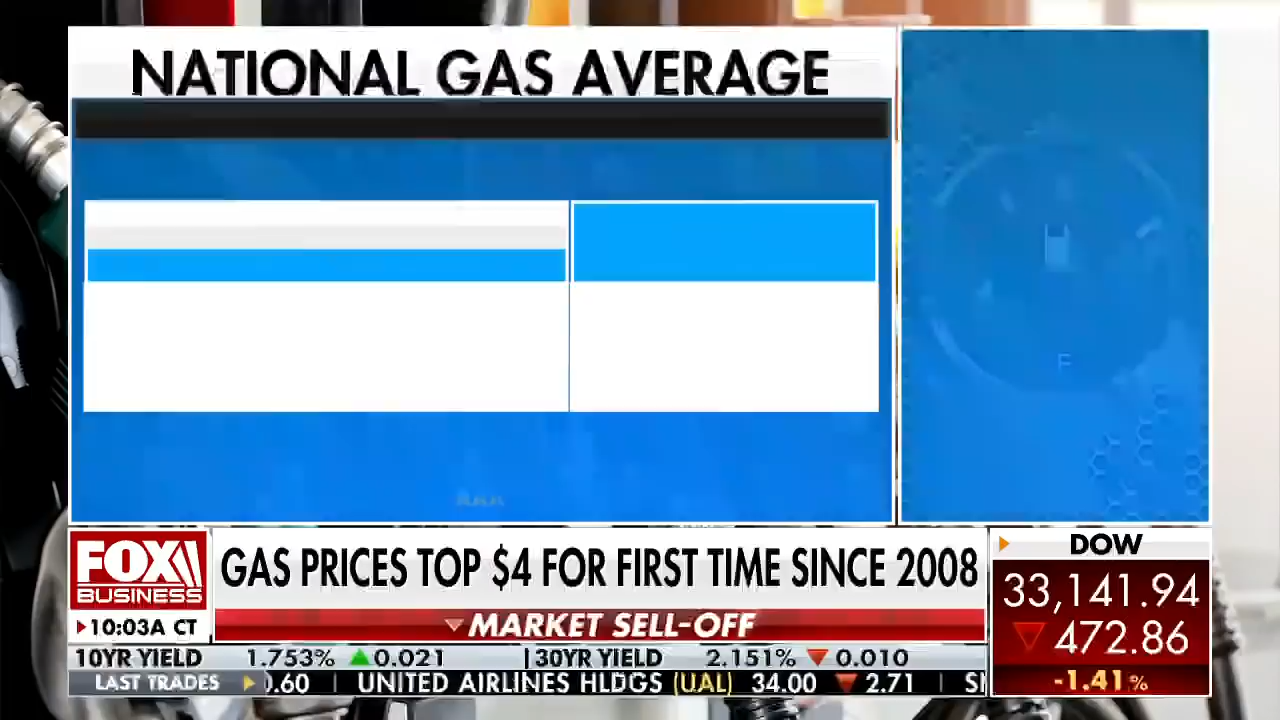 NATIONAL GAS AVERAGE
F
FOX
BUSINESS
10:03A CT
GAS PRICES TOP $4 FOR FIRST TIME SINCE 2008
MARKET SELL-OFF
DOW
33,141.94
472.86
-1.41%
10YR YIELD 1.753% 0.021 30YR YIELD 2.151% 0.010
LAST TRADES 0.60 UNITED AIRLINES HLDGS (UAL) 34.00 2.71